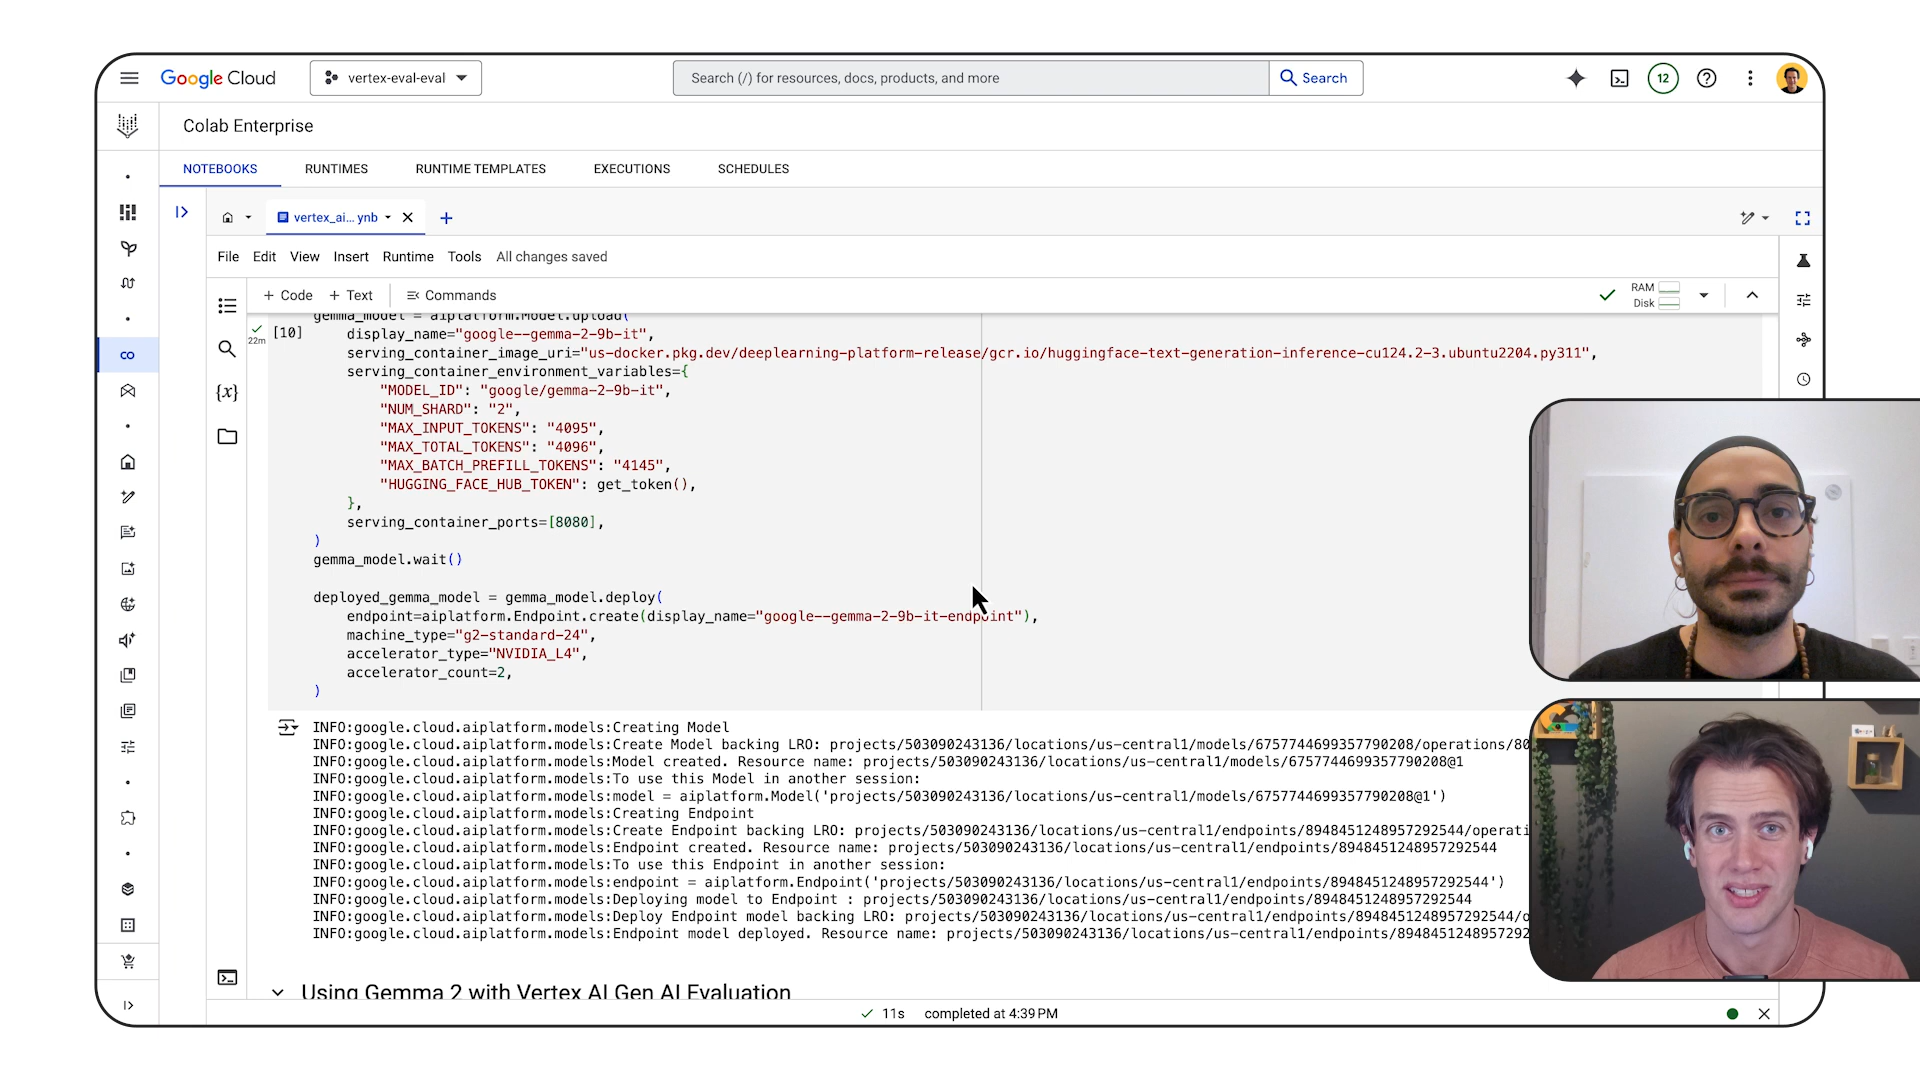 Google Cloud
vertex-eval-eval
Search (/) for resources, docs, products, and more
Search
12
Colab Enterprise
NOTEBOOKS RUNTIMES RUNTIME TEMPLATES EXECUTIONS SCHEDULES
vertex_ai... ynb
File Edit View Insert Runtime Tools All changes saved
+ Code + Text Commands
RAM
Disk
gemma_model = aiplatform.Model.upload(
22m
[10]
display_name="google--gemma-2-9b-it",
serving_container_image_uri="us-docker.pkg.dev/deeplearning-platform-release/gcr.io/huggingface-text-generation-inference-cu124.2-3.ubuntu2204.py311",
serving_container_environment_variables={
"MODEL_ID": "google/gemma-2-9b-it",
"NUM_SHARD": "2",
"MAX_INPUT_TOKENS": "4095",
"MAX_TOTAL_TOKENS": "4096",
"MAX_BATCH_PREFILL_TOKENS": "4145",
"HUGGING_FACE_HUB_TOKEN": get_token(),
},
serving_container_ports=[8080],
)
gemma_model.wait()
deployed_gemma_model = gemma_model.deploy(
endpoint=aiplatform.Endpoint.create(display_name="google--gemma-2-9b-it-endpoint"),
machine_type="g2-standard-24",
accelerator_type="NVIDIA_L4",
accelerator_count=2,
)
INFO:google.cloud.aiplatform.models:Creating Model
INFO:google.cloud.aiplatform.models:Create Model backing LRO: projects/503090243136/locations/us-central1/models/6757744699357790208/operations/80
INFO:google.cloud.aiplatform.models:Model created. Resource name: projects/503090243136/locations/us-central1/models/6757744699357790208@1
INFO:google.cloud.aiplatform.models:To use this Model in another session:
INFO:google.cloud.aiplatform.models:model = aiplatform.Model('projects/503090243136/locations/us-central1/models/6757744699357790208@1')
INFO:google.cloud.aiplatform.models:Creating Endpoint
INFO:google.cloud.aiplatform.models:Create Endpoint backing LRO: projects/503090243136/locations/us-central1/endpoints/8948451248957292544/operati
INFO:google.cloud.aiplatform.models:Endpoint created. Resource name: projects/503090243136/locations/us-central1/endpoints/8948451248957292544
INFO:google.cloud.aiplatform.models:To use this Endpoint in another session:
INFO:google.cloud.aiplatform.models:endpoint = aiplatform.Endpoint('projects/503090243136/locations/us-central1/endpoints/8948451248957292544')
INFO:google.cloud.aiplatform.models:Deploying model to Endpoint : projects/503090243136/locations/us-central1/endpoints/8948451248957292544
INFO:google.cloud.aiplatform.models:Deploy Endpoint model backing LRO: projects/503090243136/locations/us-central1/endpoints/8948451248957292544/o
INFO:google.cloud.aiplatform.models:Endpoint model deployed. Resource name: projects/503090243136/locations/us-central1/endpoints/8948451248957292
Using Gemma 2 with Vertex AI Gen AI Evaluation
11s completed at 4:39 PM